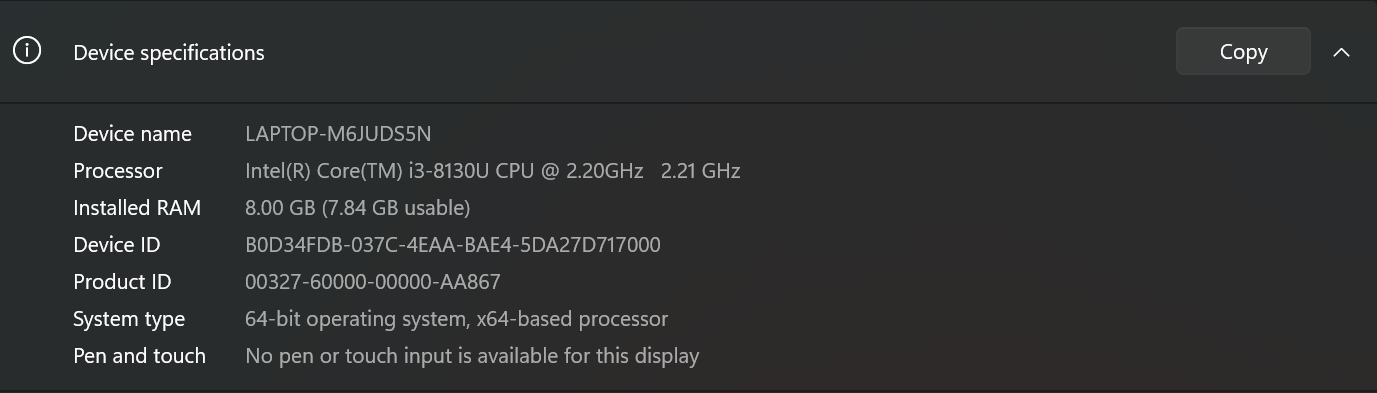 Device specifications
Copy
Device name LAPTOP-M6JUDS5N
Processor Intel(R) Core(TM) i3-8130U CPU @ 2.20GHz 2.21 GHz
Installed RAM 8.00 GB (7.84 GB usable)
Device ID B0D34FDB-037C-4EAA-BAE4-5DA27D717000
Product ID 00327-60000-00000-AA867
System type 64-bit operating system, x64-based processor
Pen and touch No pen or touch input is available for this display